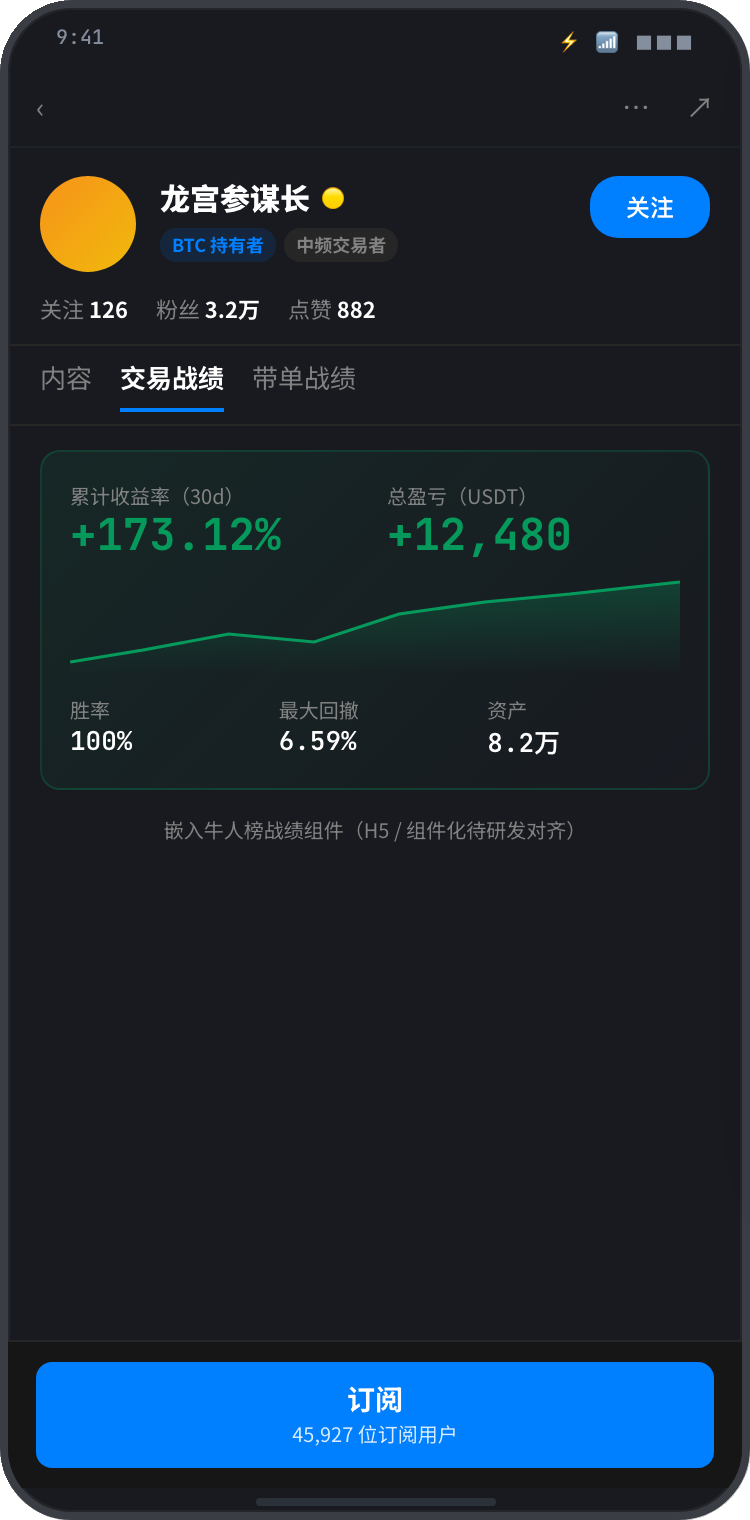 9:41
‹ ··· ↗
龙宫参谋长
关注
BTC 持有者 中频交易者
关注 126 粉丝 3.2万 点赞 882
内容 交易战绩 带单战绩
累计收益率（30d） 总盈亏（USDT）
+173.12% +12,480
胜率 最大回撤 资产
100% 6.59% 8.2万
嵌入牛人榜战绩组件（H5 / 组件化待研发对齐）
订阅
45,927 位订阅用户